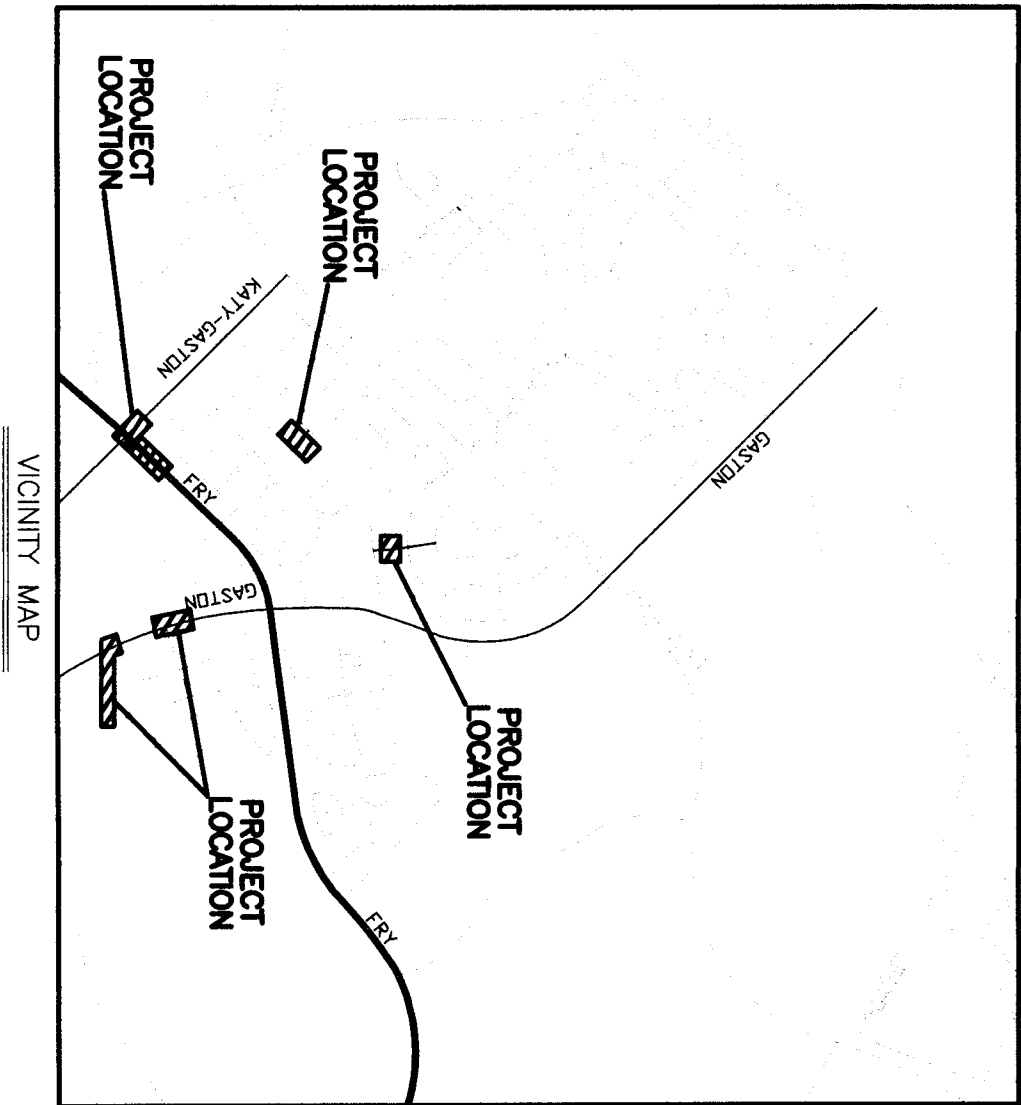 PROJECT
LOCATION
PROJECT
LOCATION
KATY-GASTON
GASTON
FRY
GASTON
PROJECT
LOCATION
PROJECT
LOCATION
FRY
VICINITY MAP